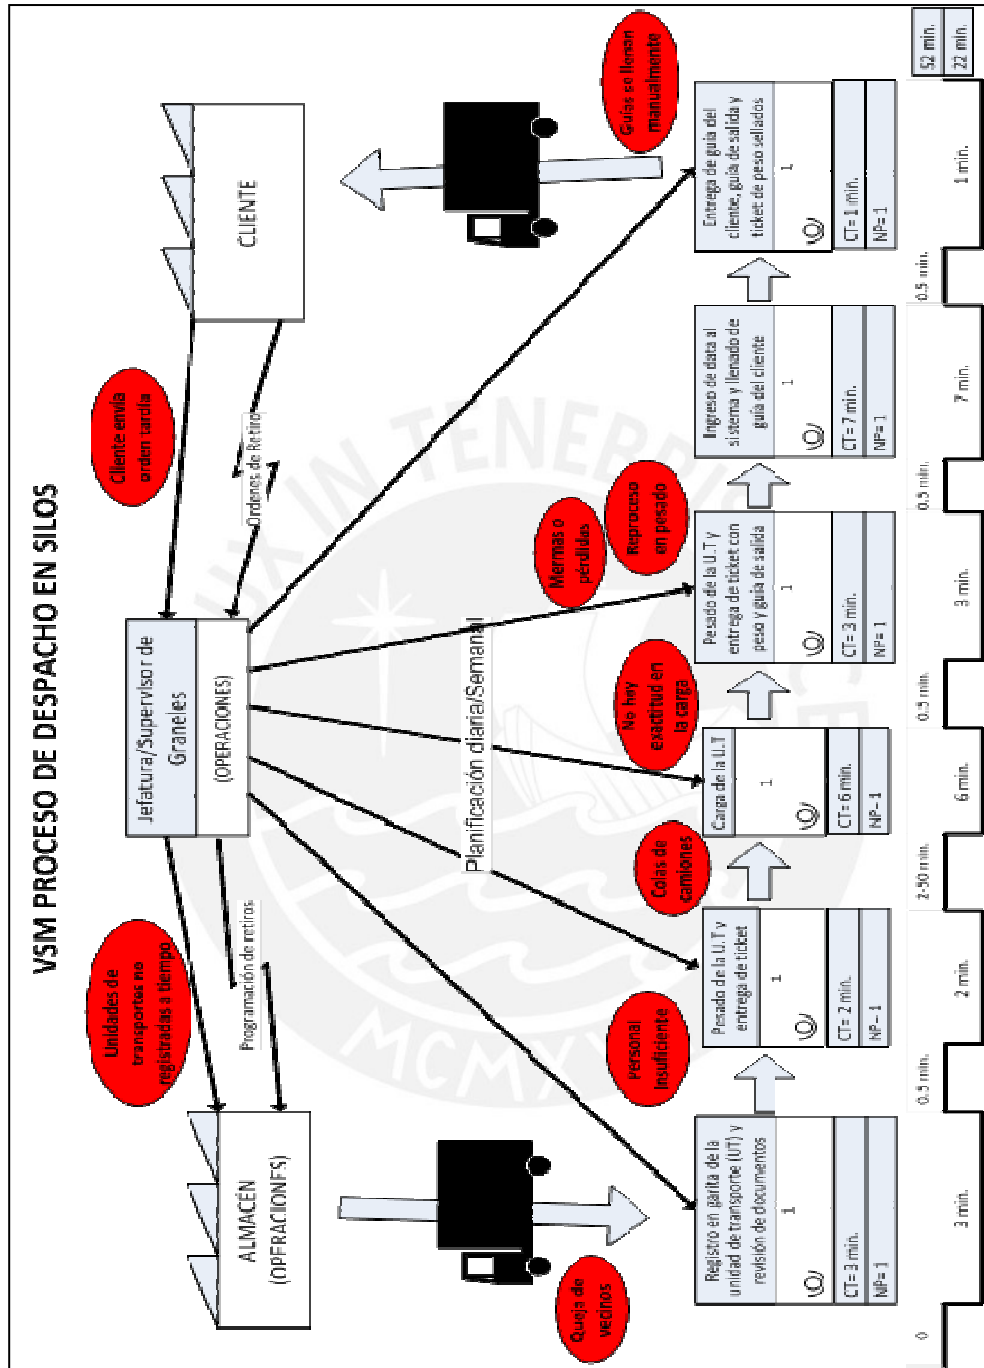 VSM PROCESO DE DESPACHO EN SILOS
Unidades de
transportes no
registradas a tiempo
Cliente envía
orden tardía
ALMACÉN
(OPERACIONES)
Programación de retiros
Jefatura/Supervisor de
Graneles
(OPERACIONES)
Ordenes de Retiro
CLIENTE
Planificación diaria/Semanal
Queja de
vecinos
Personal
Insuficiente
Colas de
camiones
No hay
exactitud en
la carga
Mermas o
pérdidas
Reproceso
en pesado
Guías se llenan
manualmente
Registro en garita de la
unidad de transporte (UT) y
revisión de documentos
1
CT= 3 min.
NP= 1
Pesado de la U.T y
entrega de ticket
1
CT= 2 min.
NP= 1
Carga de la U.T
1
CT= 6 min.
NP= 1
Pesado de la U.T y
entrega de ticket con
peso y guía de salida
1
CT= 3 min.
NP= 1
Ingreso de data al
sistema y llenado de
guía del cliente
1
CT= 7 min.
NP= 1
Entrega de guía del
cliente, guía de salida y
ticket de peso sellados
1
CT= 1 min.
NP= 1
0
3 min.
0.5 min.
2 min.
2-30 min.
6 min.
0.5 min.
3 min.
0.5 min.
7 min.
0.5 min.
1 min.
52 min.
22 min.
LUX IN TENEBRIS
MCMX